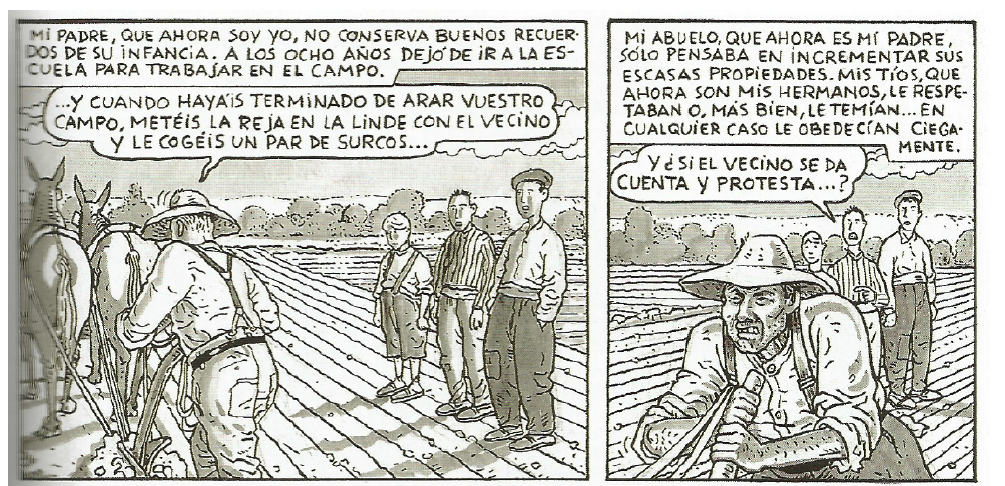 MI PADRE, QUE AHORA SOY YO, NO CONSERVA BUENOS RECUER-
DOS DE SU INFANCIA. A LOS OCHO AÑOS DEJÓ DE IR A LA ES-
CUELA PARA TRABAJAR EN EL CAMPO.
...Y CUANDO HAYÁIS TERMINADO DE ARAR VUESTRO
CAMPO, METÉIS LA REJA EN LA LINDE CON EL VECINO
Y LE COGÉIS UN PAR DE SURCOS...
MI ABUELO, QUE AHORA ES MI PADRE,
SÓLO PENSABA EN INCREMENTAR SUS
ESCASAS PROPIEDADES. MIS TÍOS, QUE
AHORA SON MIS HERMANOS, LE RESPE-
TABAN O, MÁS BIEN, LE TEMÍAN... EN
CUALQUIER CASO LE OBEDECÍAN CIEGA-
MENTE.
Y ¿SI EL VECINO SE DA
CUENTA Y PROTESTA...?